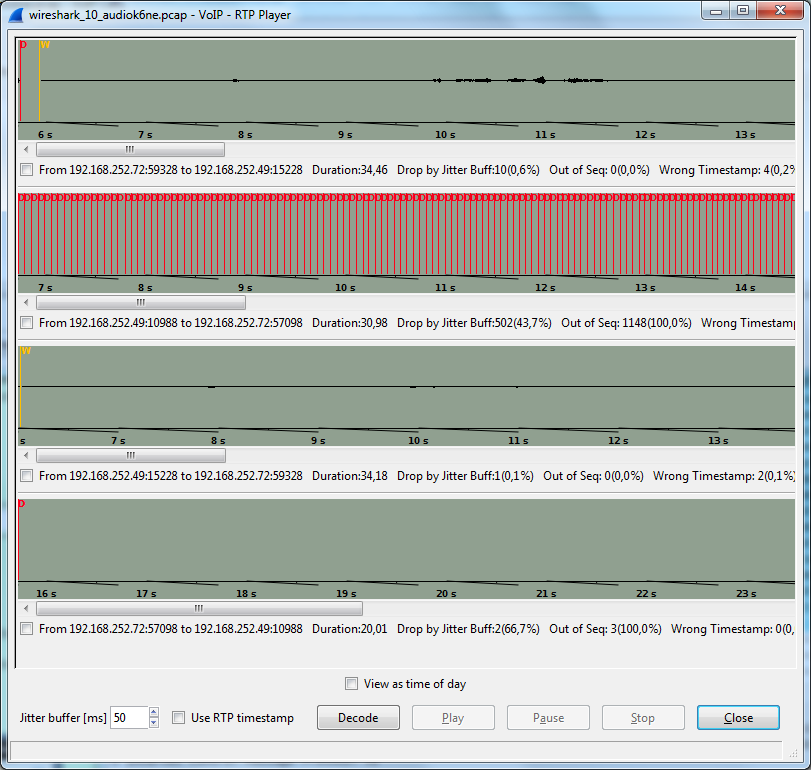 wireshark_10_audiok6ne.pcap - VoIP - RTP Player
D W
6 s 7 s 8 s 9 s 10 s 11 s 12 s 13 s
From 192.168.252.72:59328 to 192.168.252.49:15228 Duration:34,46 Drop by Jitter Buff:10(0,6%) Out of Seq: 0(0,0%) Wrong Timestamp: 4(0,2%
7 s 8 s 9 s 10 s 11 s 12 s 13 s 14 s
From 192.168.252.49:10988 to 192.168.252.72:57098 Duration:30,98 Drop by Jitter Buff:502(43,7%) Out of Seq: 1148(100,0%) Wrong Timestamp
W
s 7 s 8 s 9 s 10 s 11 s 12 s 13 s
From 192.168.252.49:15228 to 192.168.252.72:59328 Duration:34,18 Drop by Jitter Buff:1(0,1%) Out of Seq: 0(0,0%) Wrong Timestamp: 2(0,1%)
D
16 s 17 s 18 s 19 s 20 s 21 s 22 s 23 s
From 192.168.252.72:57098 to 192.168.252.49:10988 Duration:20,01 Drop by Jitter Buff:2(66,7%) Out of Seq: 3(100,0%) Wrong Timestamp: 0(0,
View as time of day
Jitter buffer [ms] 50 Use RTP timestamp Decode Play Pause Stop Close